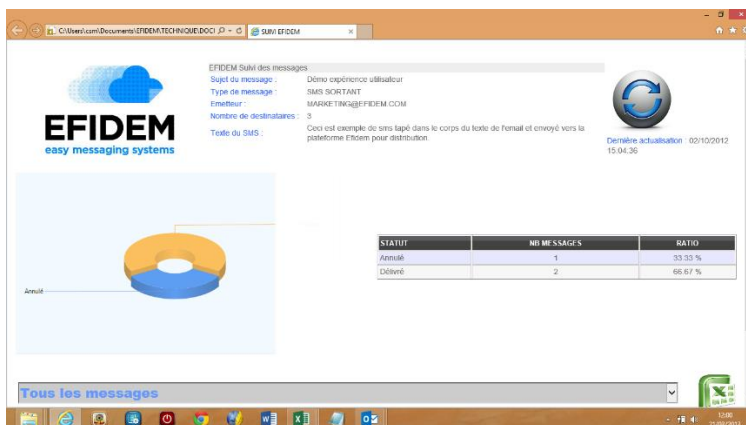 C:\Users\csm\Documents\EFIDEM\TECHNIQUE\DOCI
SUIVI EFIDEM
EFIDEM Suivi des messages
Sujet du message : Démo expérience utilisateur
Type de message : SMS SORTANT
Emetteur : MARKETING@EFIDEM.COM
Nombre de destinataires : 3
Texte du SMS : Ceci est exemple de sms tapé dans le corps du texte de l'email et envoyé vers la
plateforme Efidem pour distribution.
EFIDEM
easy messaging systems
Dernière actualisation : 02/10/2012
15:04:36
STATUT NB MESSAGES RATIO
Annulé 1 33.33 %
Délivré 2 66.67 %
Annulé
Tous les messages
12:00